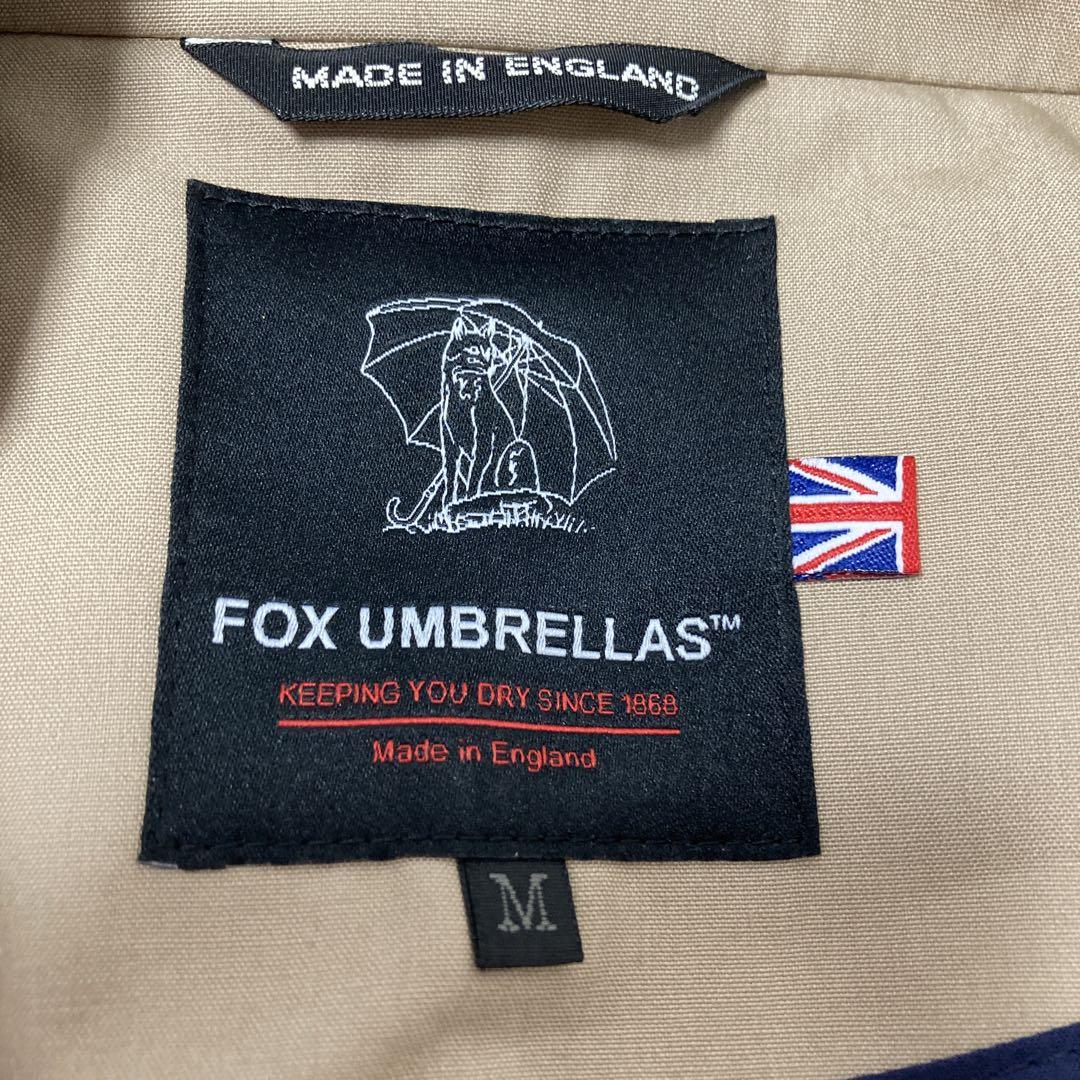 MADE IN ENGLAND
FOX UMBRELLAS™
KEEPING YOU DRY SINCE 1868
Made in England
M